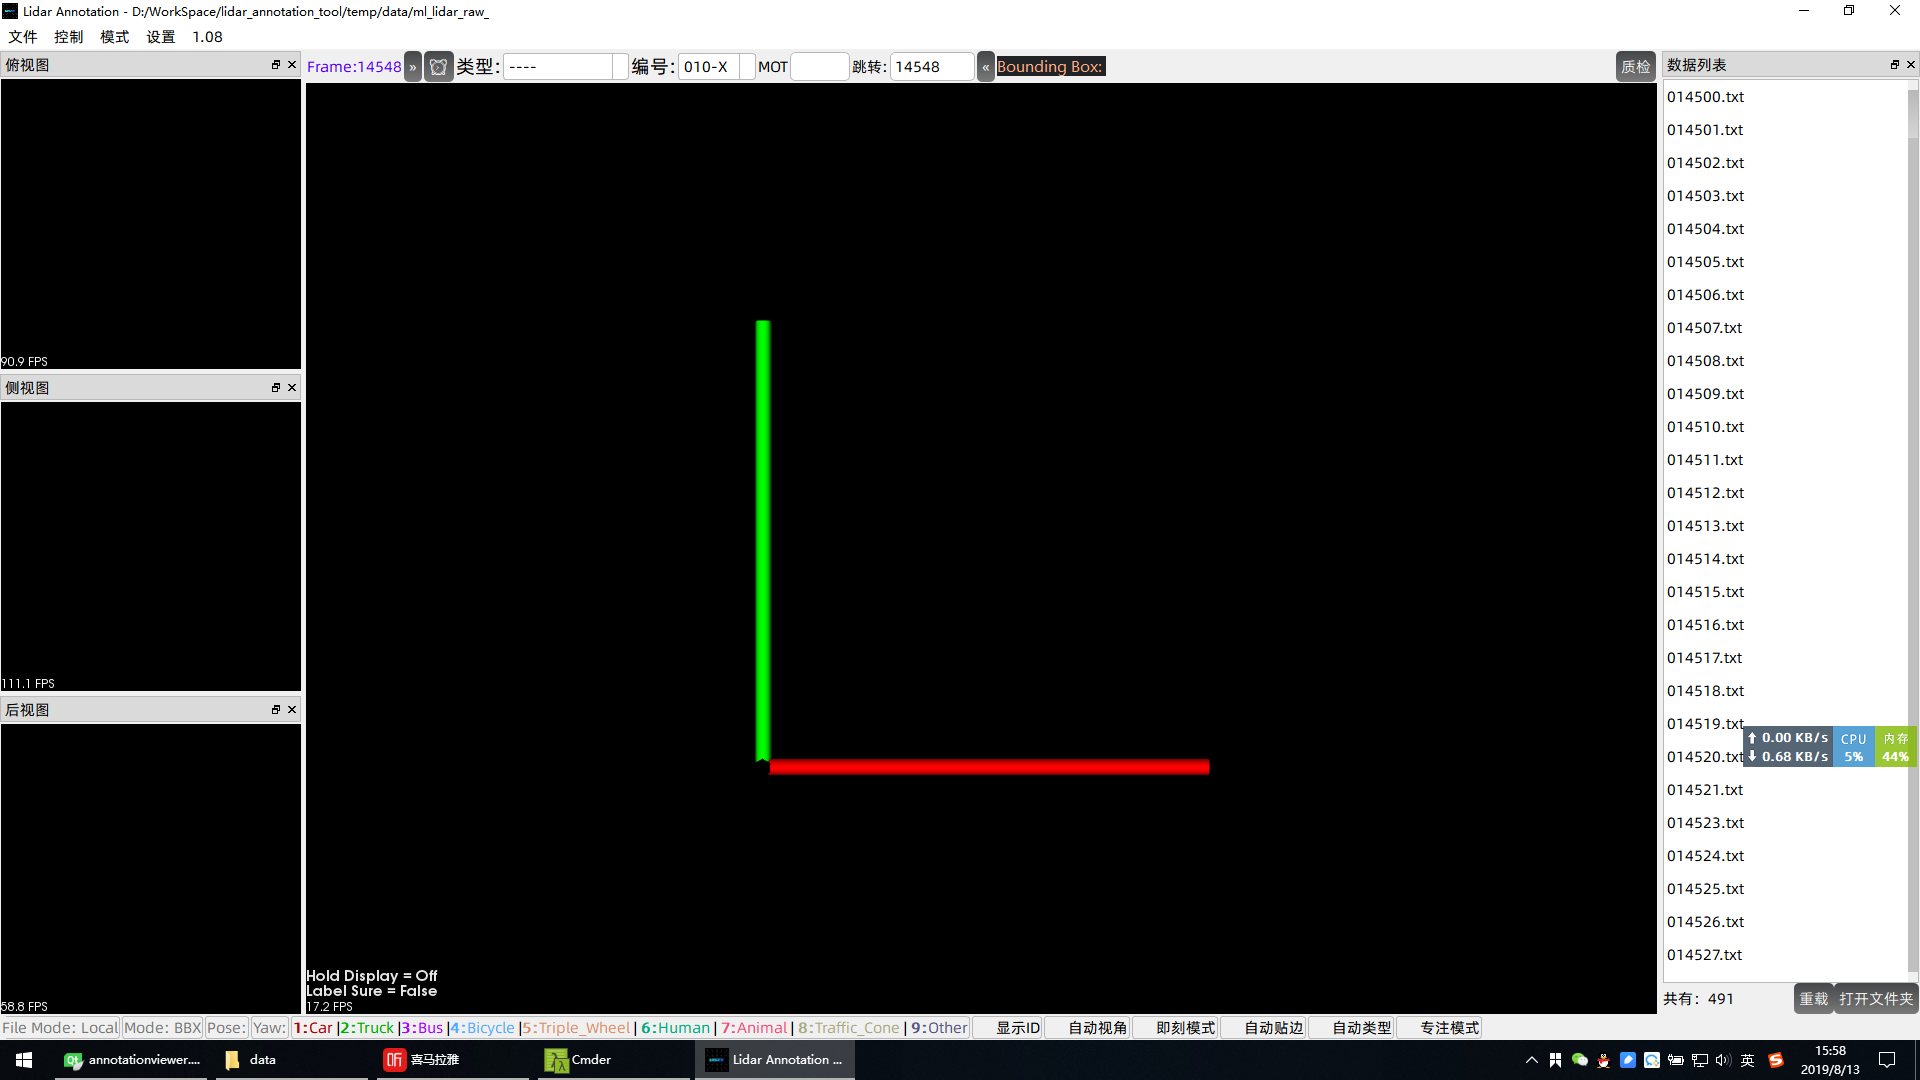 Lidar Annotation - D:/WorkSpace/lidar_annotation_tool/temp/data/ml_lidar_raw_
文件 控制 模式 设置 1.08
俯视图
90.9 FPS
侧视图
111.1 FPS
后视图
58.8 FPS
Frame:14548 » 类型: ---- 编号: 010-X MOT 跳转: 14548 « Bounding Box: 质检
Hold Display = Off
Label Sure = False
17.2 FPS
数据列表
014500.txt
014501.txt
014502.txt
014503.txt
014504.txt
014505.txt
014506.txt
014507.txt
014508.txt
014509.txt
014510.txt
014511.txt
014512.txt
014513.txt
014514.txt
014515.txt
014516.txt
014517.txt
014518.txt
014519.txt
014520.txt
014521.txt
014523.txt
014524.txt
014525.txt
014526.txt
014527.txt
↑ 0.00 KB/s CPU 内存
↓ 0.68 KB/s 5% 44%
共有: 491 重载 打开文件夹
File Mode: Local Mode: BBX Pose: Yaw: 1:Car |2:Truck |3:Bus |4:Bicycle |5:Triple_Wheel | 6:Human | 7:Animal | 8:Traffic_Cone | 9:Other 显示ID 自动视角 即刻模式 自动贴边 自动类型 专注模式
Qt annotationviewer.... data 听 喜马拉雅 λ Cmder Lidar Annotation ... 英 S 15:58
2019/8/13